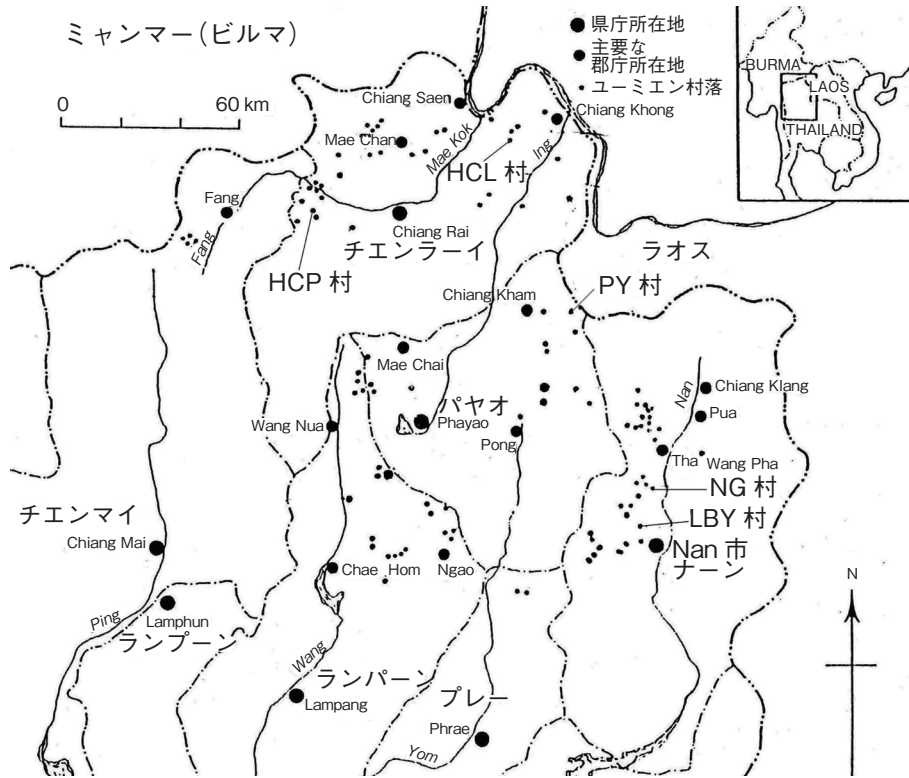 ミャンマー（ビルマ）
県庁所在地
主要な
郡庁所在地
ユーミエン村落
BURMA
LAOS
THAILAND
0 60 km
Chiang Saen
Chiang Khong
Mae Chan
Mae Kok
HCL 村
Ing
Fang
Fang
Chiang Rai
チエンラーイ
ラオス
HCP 村
PY 村
Chiang Kham
Mae Chai
Nan
Chiang Klang
パヤオ
Pua
Wang Nua
Phayao
Pong
Tha Wang Pha
NG 村
チエンマイ
LBY 村
Chiang Mai
Nan 市
Chae Hom
Ngao
ナーン
N
Ping
Lamphun
ランプーン
Wang
ランパーン
プレー
Lampang
Phrae
Yom